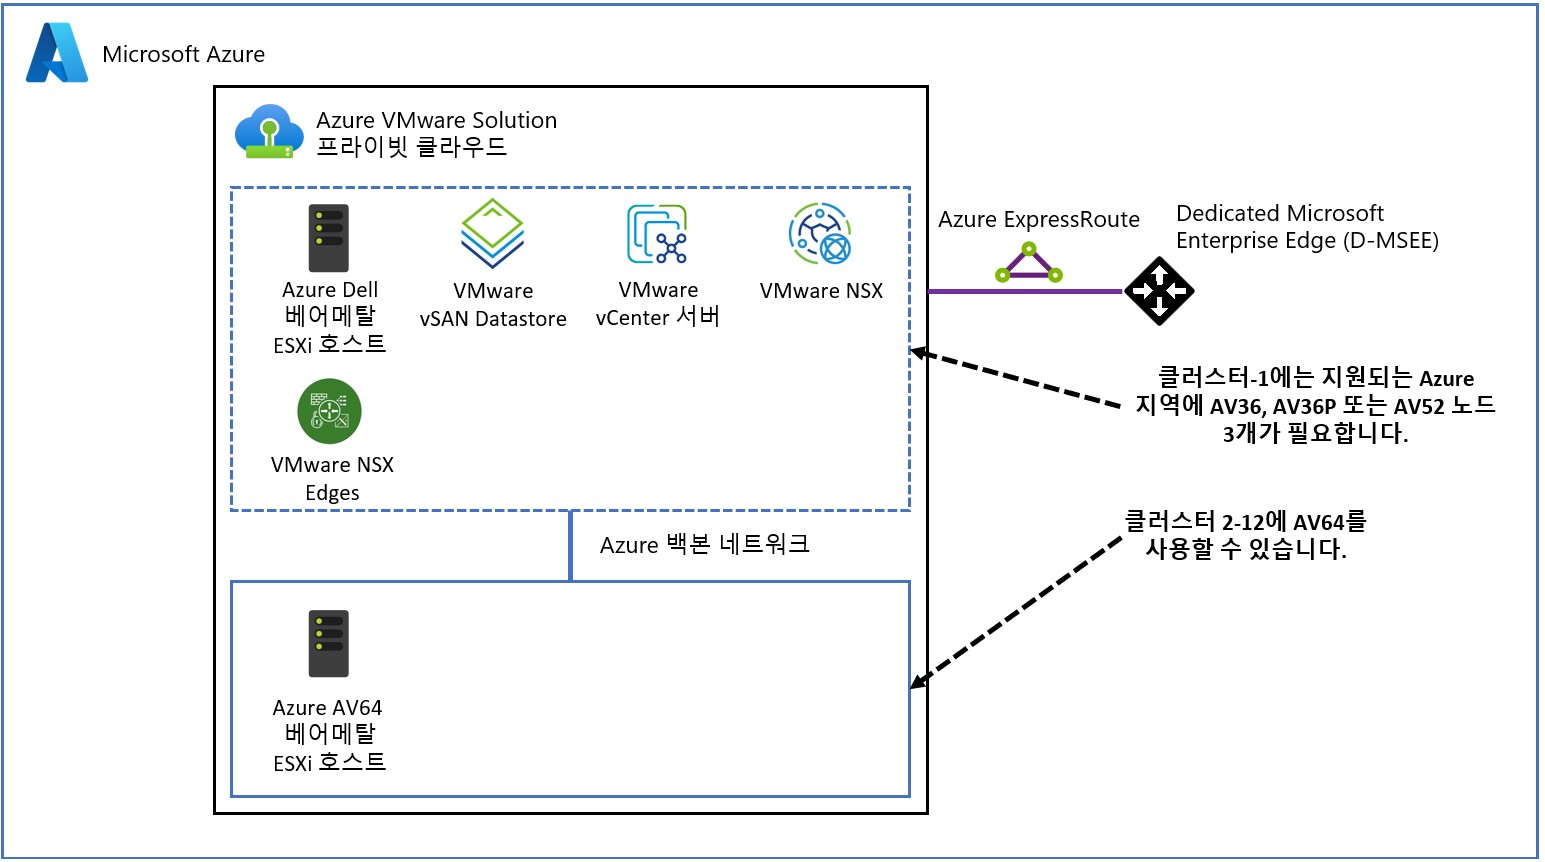 Microsoft Azure
Azure VMware Solution
프라이빗 클라우드
Azure Dell
베어메탈
ESXi 호스트
VMware
vSAN Datastore
VMware
vCenter 서버
VMware NSX
VMware NSX
Edges
Azure ExpressRoute
Dedicated Microsoft
Enterprise Edge (D-MSEE)
클러스터-1에는 지원되는 Azure
지역에 AV36, AV36P 또는 AV52 노드
3개가 필요합니다.
Azure 백본 네트워크
클러스터 2-12에 AV64를
사용할 수 있습니다.
Azure AV64
베어메탈
ESXi 호스트